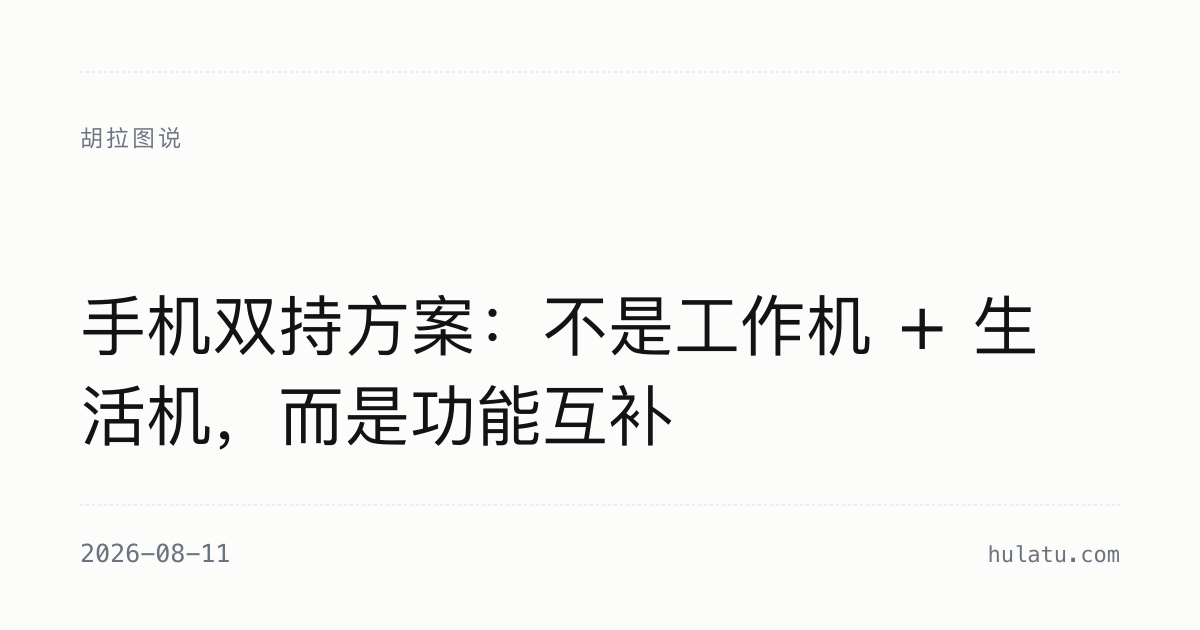 胡拉图说
手机双持方案：不是工作机 + 生
活机，而是功能互补
2026-08-11
hulatu.com